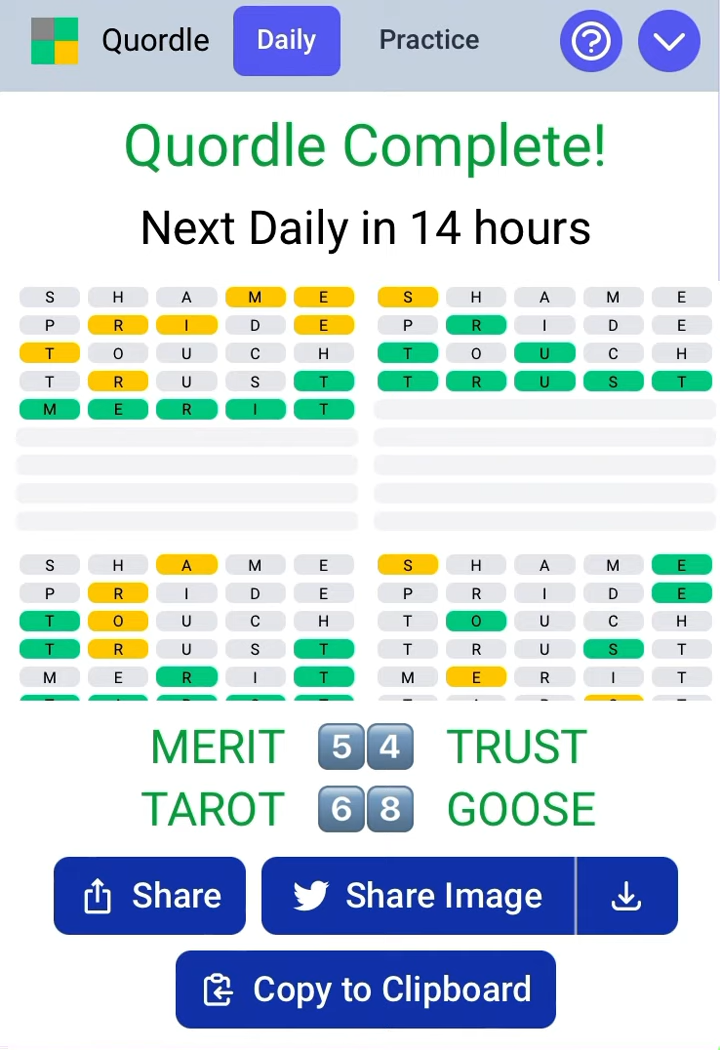 Quordle Daily Practice ?
Quordle Complete!
Next Daily in 14 hours
S H A M E S H A M E
P R I D E P R I D E
T O U C H T O U C H
T R U S T T R U S T
M E R I T
S H A M E S H A M E
P R I D E P R I D E
T O U C H T O U C H
T R U S T T R U S T
M E R I T M E R I T
MERIT 5 4 TRUST
TAROT 6 8 GOOSE
Share Share Image
Copy to Clipboard